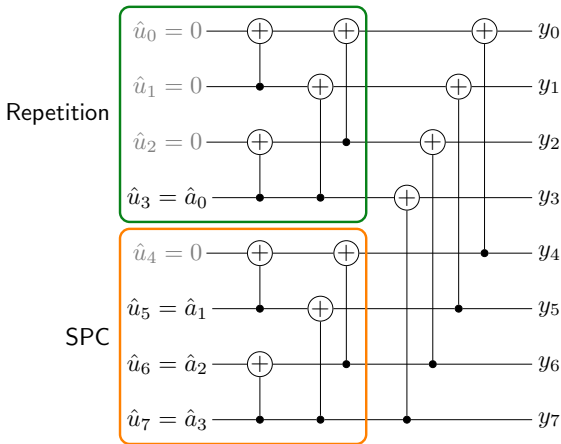 û₀ = 0 y₀
û₁ = 0 y₁
Repetition
û₂ = 0 y₂
û₃ = â₀ y₃
û₄ = 0 y₄
û₅ = â₁ y₅
SPC
û₆ = â₂ y₆
û₇ = â₃ y₇